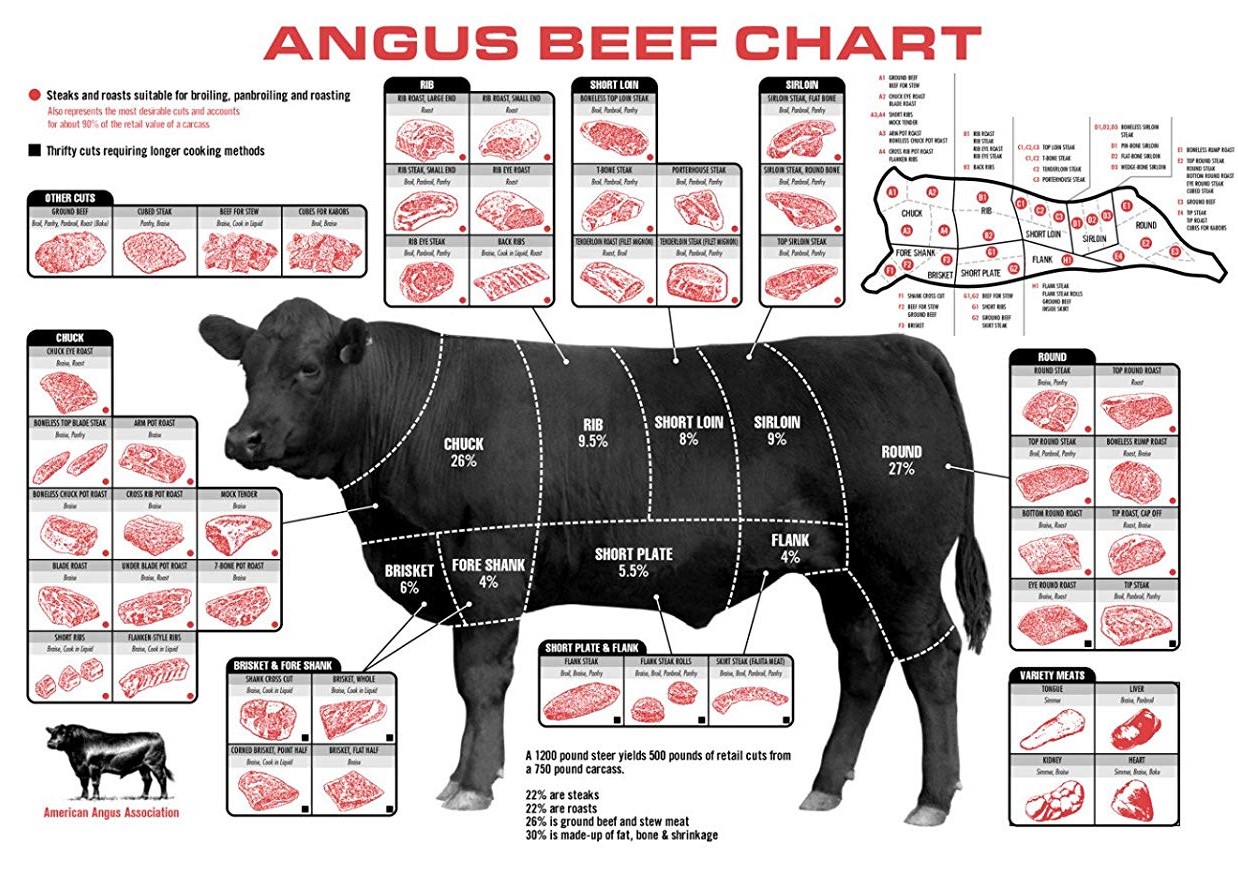 ANGUS BEEF CHART
Steaks and roasts suitable for broiling, panbroiling and roasting
Also represents the most desirable cuts and accounts
for about 90% of the retail value of a carcass
Thrifty cuts requiring longer cooking methods
OTHER CUTS
GROUND BEEF
Broil, Panfry, Panbroil, Roast (Bake)
CUBED STEAK
Panfry, Braise
BEEF FOR STEW
Braise, Cook in Liquid
CUBES FOR KABOBS
Broil, Braise
RIB
RIB ROAST, LARGE END
Roast
RIB ROAST, SMALL END
Roast
RIB STEAK, SMALL END
Broil, Panbroil, Panfry
RIB EYE ROAST
Roast
RIB EYE STEAK
Broil, Panbroil, Panfry
BACK RIBS
Braise, Cook in Liquid, Roast
SHORT LOIN
BONELESS TOP LOIN STEAK
Broil, Panbroil, Panfry
T-BONE STEAK
Broil, Panbroil, Panfry
PORTERHOUSE STEAK
Broil, Panbroil, Panfry
TENDERLOIN ROAST (FILET MIGNON)
Roast, Broil
TENDERLOIN STEAK (FILET MIGNON)
Broil, Panbroil, Panfry
SIRLOIN
SIRLOIN STEAK, FLAT BONE
Broil, Panbroil, Panfry
SIRLOIN STEAK, ROUND BONE
Broil, Panbroil, Panfry
TOP SIRLOIN STEAK
Broil, Panbroil, Panfry
A1 GROUND BEEF
BEEF FOR STEW
A2 CHUCK EYE ROAST
BLADE ROAST
A3,A4 SHORT RIBS
MOCK TENDER
A3 ARM POT ROAST
BONELESS CHUCK POT ROAST
A4 CROSS RIB POT ROAST
FLANKEN RIBS
B1 RIB ROAST
RIB STEAK
RIB EYE ROAST
RIB EYE STEAK
B2 BACK RIBS
C1,C2,C3 TOP LOIN STEAK
C1,C2 T-BONE STEAK
C2 TENDERLOIN STEAK
C3 PORTERHOUSE STEAK
D1,D2,D3 BONELESS SIRLOIN
STEAK
D1 PIN-BONE SIRLOIN
D2 FLAT-BONE SIRLOIN
D3 WEDGE-BONE SIRLOIN
E1 BONELESS RUMP ROAST
E2 TOP ROUND STEAK
ROUND STEAK
BOTTOM ROUND ROAST
EYE ROUND STEAK
CUBED STEAK
E3 GROUND BEEF
E4 TIP STEAK
TIP ROAST
CUBES FOR KABOBS
A1
A2
A3
A4
CHUCK
B1
RIB
B2
C1
C2
C3
SHORT LOIN
D1
D2
D3
SIRLOIN
E1
ROUND
E2
E3
E4
FORE SHANK
F1
F2
F3
BRISKET
G1
SHORT PLATE
G2
FLANK
H1
F1 SHANK CROSS CUT
F2 BEEF FOR STEW
GROUND BEEF
F3 BRISKET
G1,G2 BEEF FOR STEW
G1 SHORT RIBS
G2 GROUND BEEF
SKIRT STEAK
H1 FLANK STEAK
FLANK STEAK ROLLS
GROUND BEEF
INSIDE SKIRT
CHUCK
CHUCK EYE ROAST
Braise, Roast
BONELESS TOP BLADE STEAK
Braise, Panfry
ARM POT ROAST
Braise
BONELESS CHUCK POT ROAST
Braise
CROSS RIB POT ROAST
Braise
MOCK TENDER
Braise
BLADE ROAST
Braise
UNDER BLADE POT ROAST
Braise, Roast
7-BONE POT ROAST
Braise
SHORT RIBS
Braise, Cook in Liquid
FLANKEN-STYLE RIBS
Braise, Cook in Liquid
CHUCK
26%
RIB
9.5%
SHORT LOIN
8%
SIRLOIN
9%
ROUND
27%
BRISKET
6%
FORE SHANK
4%
SHORT PLATE
5.5%
FLANK
4%
ROUND
ROUND STEAK
Braise, Panfry
TOP ROUND ROAST
Roast
TOP ROUND STEAK
Broil, Panbroil, Panfry
BONELESS RUMP ROAST
Roast, Braise
BOTTOM ROUND ROAST
Braise, Roast
TIP ROAST, CAP OFF
Roast, Braise
EYE ROUND ROAST
Braise, Roast
TIP STEAK
Broil, Panbroil, Panfry
BRISKET & FORE SHANK
SHANK CROSS CUT
Braise, Cook in Liquid
BRISKET, WHOLE
Braise, Cook in Liquid
CORNED BRISKET, POINT HALF
Braise, Cook in Liquid
BRISKET, FLAT HALF
Braise
SHORT PLATE & FLANK
FLANK STEAK
Broil, Braise, Panfry
FLANK STEAK ROLLS
Braise, Broil, Panbroil, Panfry
SKIRT STEAK (FAJITA MEAT)
Braise, Broil, Panbroil, Panfry
VARIETY MEATS
TONGUE
Simmer
LIVER
Braise, Panbroil
KIDNEY
Simmer, Braise
HEART
Simmer, Braise, Bake
American Angus Association
A 1200 pound steer yields 500 pounds of retail cuts from
a 750 pound carcass.
22% are steaks
22% are roasts
26% is ground beef and stew meat
30% is made-up of fat, bone & shrinkage